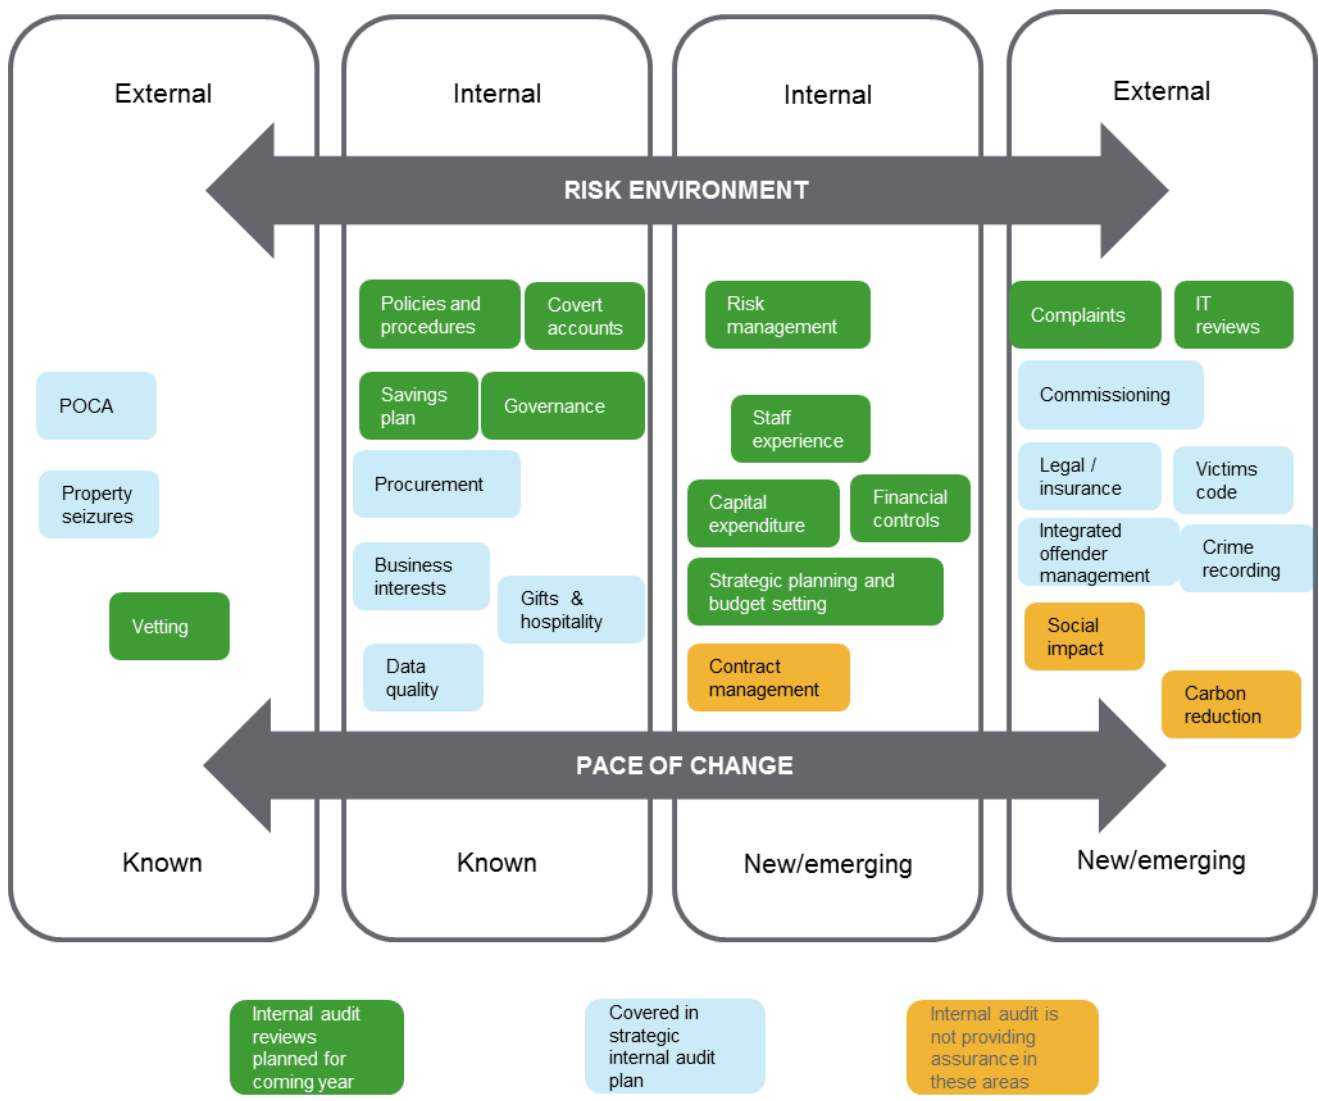 External
Internal
Internal
External
RISK ENVIRONMENT
POCA
Property
seizures
Vetting
Policies and
procedures
Covert
accounts
Savings
plan
Governance
Procurement
Business
interests
Gifts & 
hospitality
Data
quality
Risk
management
Staff
experience
Capital
expenditure
Financial
controls
Strategic planning and
budget setting
Contract
management
Complaints
IT
reviews
Commissioning
Legal /
insurance
Victims
code
Integrated
offender
management
Crime
recording
Social
impact
Carbon
reduction
PACE OF CHANGE
Known
Known
New/emerging
New/emerging
Internal audit
reviews
planned for
coming year
Covered in
strategic
internal audit
plan
Internal audit is
not providing
assurance in
these areas